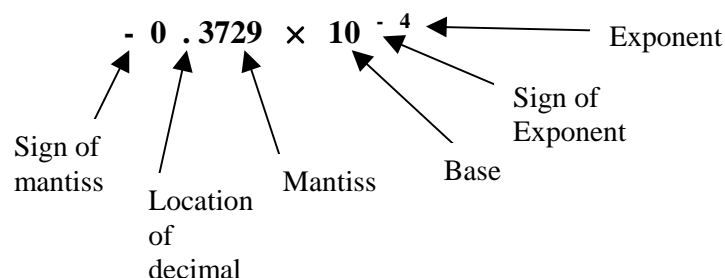 - 0 . 3729 × 10 - 4
Exponent
Sign of
Exponent
Sign of
mantiss
Mantiss
Base
Location
of
decimal